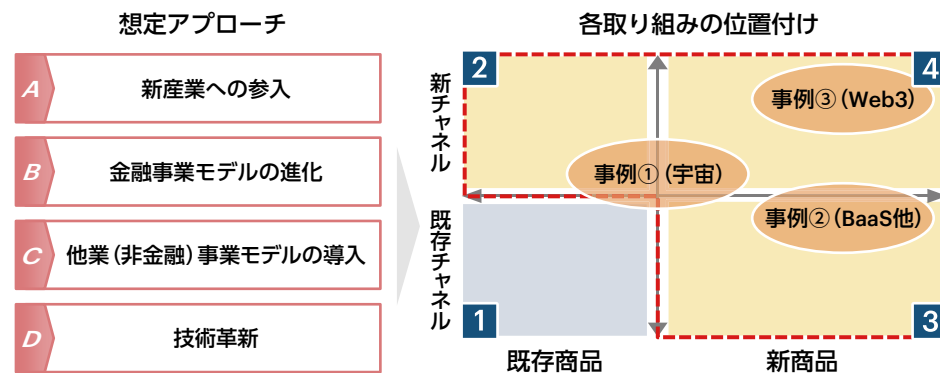 想定アプローチ
A 新産業への参入
B 金融事業モデルの進化
C 他業(非金融)事業モデルの導入
D 技術革新
各取り組みの位置付け
新チャネル
既存チャネル
2
4
事例③(Web3)
事例①(宇宙)
事例②(BaaS他)
1
3
既存商品
新商品